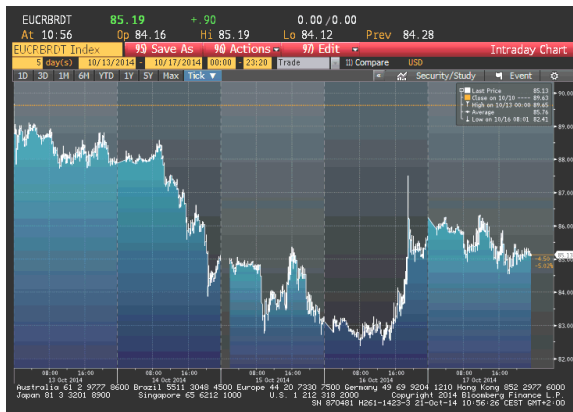 EUCRBRDT 85.19 +.90 0.00/0.00
At 10:56 Op 84.16 Hi 85.19 Lo 84.12 Prev 84.28
EUCRBRDT Index 95) Save As 96) Actions 97) Edit Intraday Chart
5 day(s) 10/13/2014 - 10/17/2014 00:00 - 23:20 Trade 11) Compare USD
1D 3D 1M 6M YTD 1Y 5Y Max Tick « Security/Study Event
Last Price 85.13
Close on 10/10 ---- 89.63
High on 10/13 00:00 89.65
Average 85.76
Low on 10/16 08:01 82.41
90.00
89.00
88.00
87.00
86.00
85.13
-4.50
-5.02%
84.00
83.00
82.00
08:00 16:00 08:00 16:00 08:00 16:00 08:00 16:00 08:00 16:00
13 Oct 2014 14 Oct 2014 15 Oct 2014 16 Oct 2014 17 Oct 2014
Australia 61 2 9777 8600 Brazil 5511 3048 4500 Europe 44 20 7330 7500 Germany 49 69 9204 1210 Hong Kong 852 2977 6000
Japan 81 3 3201 8900 Singapore 65 6212 1000 U.S. 1 212 318 2000 Copyright 2014 Bloomberg Finance L.P.
SN 870481 H261-1423-3 21-Oct-14 10:56:26 CEST GMT+2:00